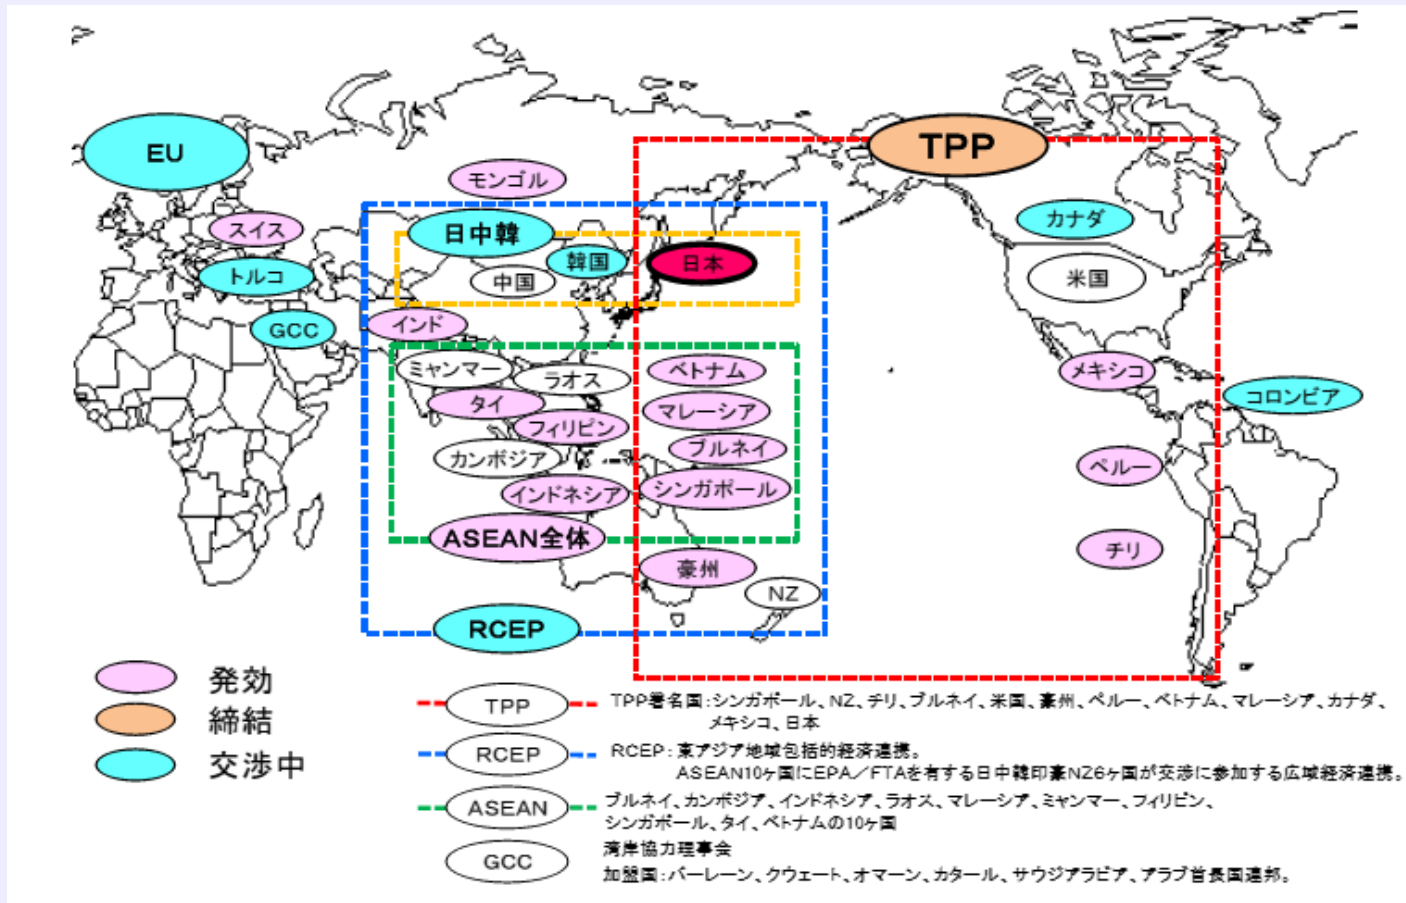 EU
TPP
モンゴル
カナダ
スイス
日中韓
韓国
日本
トルコ
中国
米国
GCC
インド
ミャンマー
ラオス
ベトナム
メキシコ
コロンビア
タイ
マレーシア
フィリピン
ブルネイ
カンボジア
ペルー
インドネシア
シンガポール
ASEAN全体
チリ
豪州
NZ
RCEP
発効
締結
交渉中
TPP
TPP署名国:シンガポール、NZ、チリ、ブルネイ、米国、豪州、ペルー、ベトナム、マレーシア、カナダ、
メキシコ、日本
RCEP
RCEP:東アジア地域包括的経済連携。
ASEAN10ヶ国にEPA/FTAを有する日中韓印豪NZ6ヶ国が交渉に参加する広域経済連携。
ASEAN
ブルネイ、カンボジア、インドネシア、ラオス、マレーシア、ミャンマー、フィリピン、
シンガポール、タイ、ベトナムの10ヶ国
GCC
湾岸協力理事会
加盟国:バーレーン、クウェート、オマーン、カタール、サウジアラビア、アラブ首長国連邦。